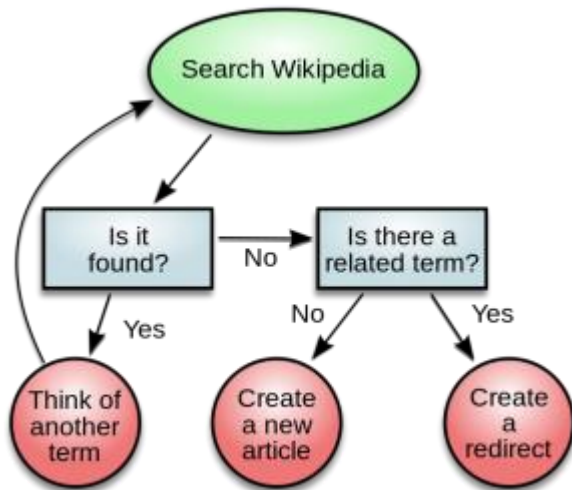 Search Wikipedia
Is it
found?
No
Is there a
related term?
Yes
No
Yes
Think of
another
term
Create
a new
article
Create
a
redirect